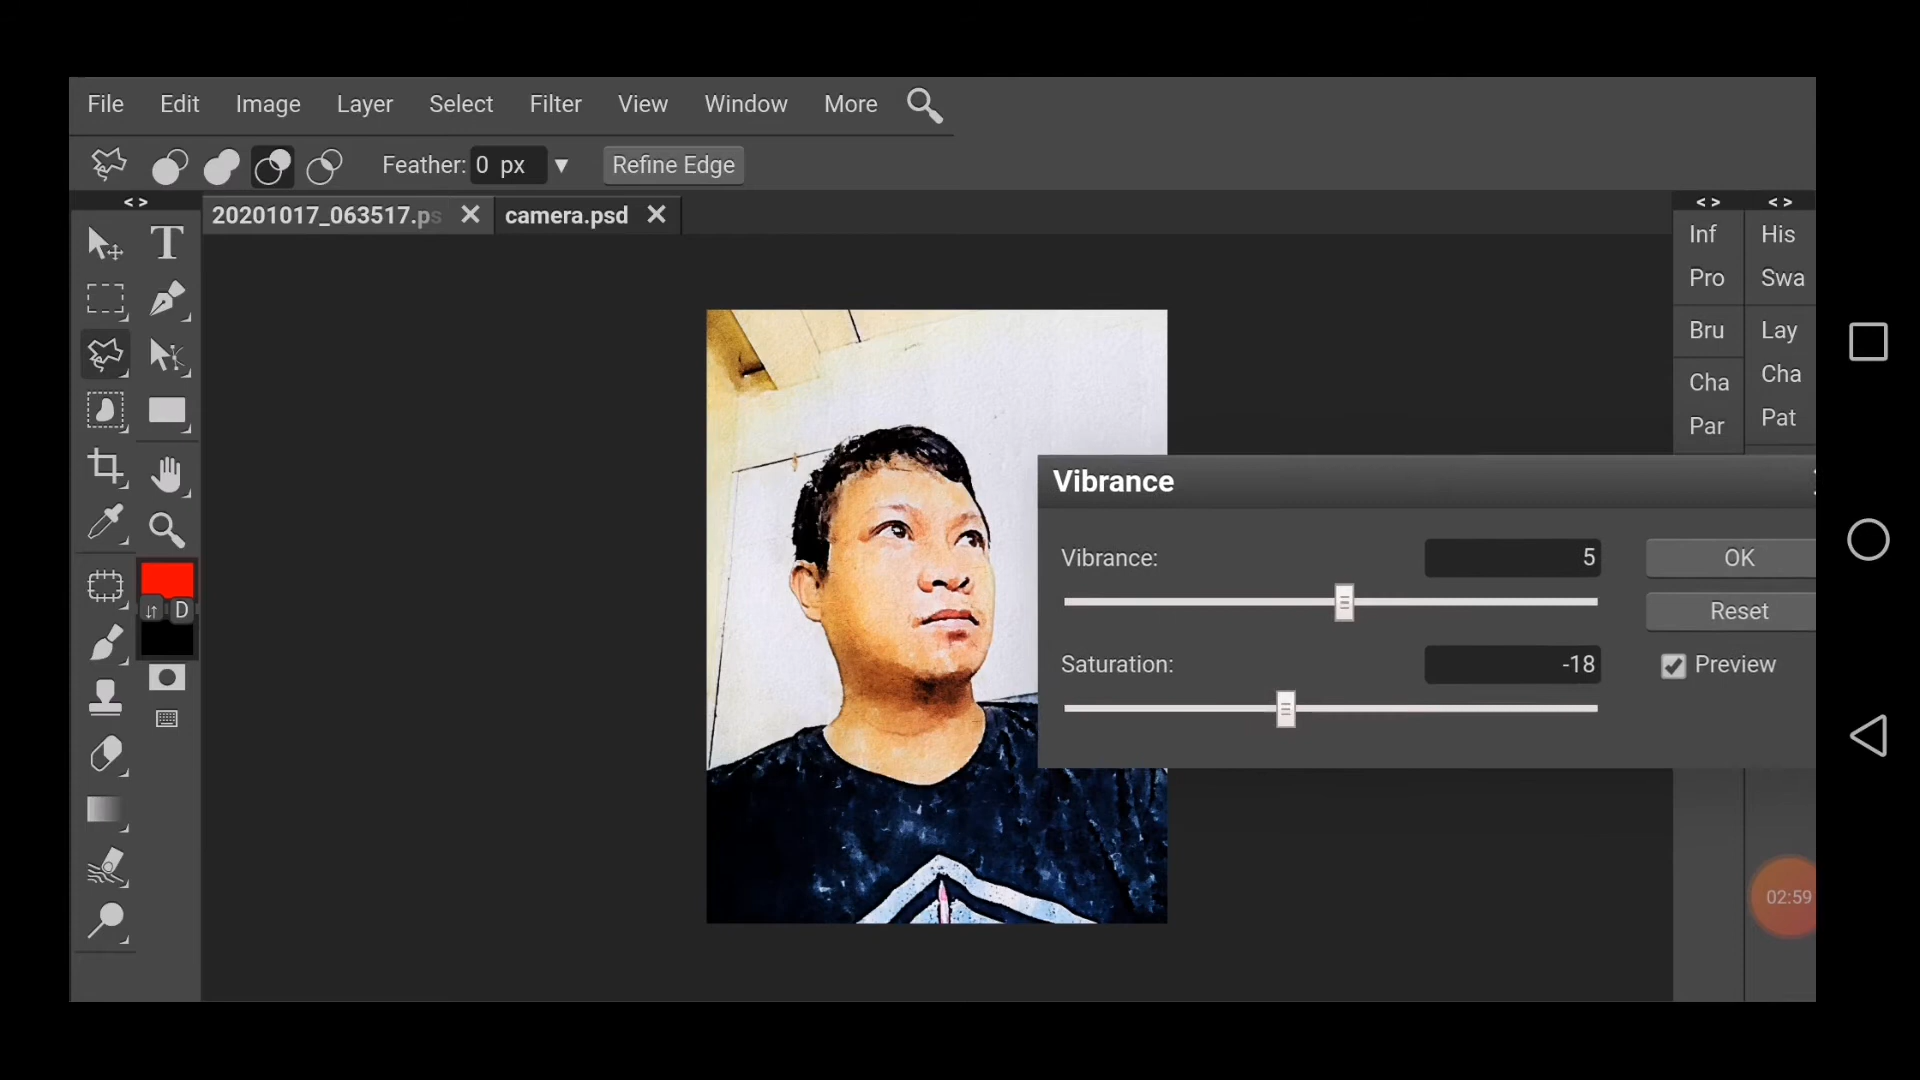 File Edit Image Layer Select Filter View Window More
Feather: 0 px Refine Edge
20201017_063517.ps camera.psd
Inf His
Pro Swa
Bru Lay
Cha Cha
Par Pat
T
D
Vibrance
Vibrance: 5 OK
Reset
Saturation: -18 Preview
02:59